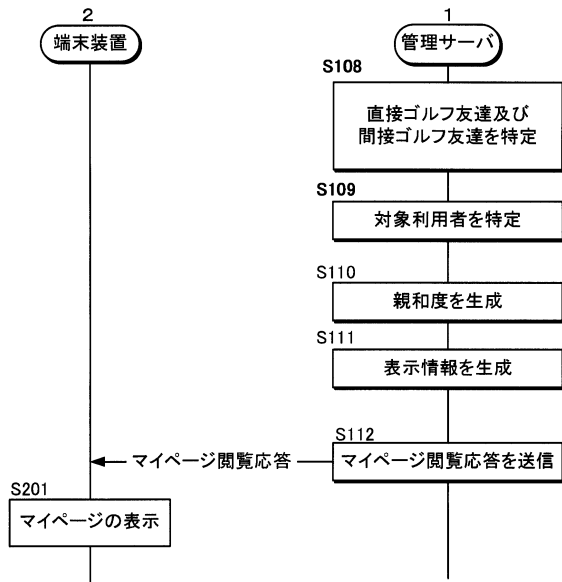 2
端末装置
1
管理サーバ
S108
直接ゴルフ友達及び
間接ゴルフ友達を特定
S109
対象利用者を特定
S110
親和度を生成
S111
表示情報を生成
S112
マイページ閲覧応答を送信
マイページ閲覧応答
S201
マイページの表示